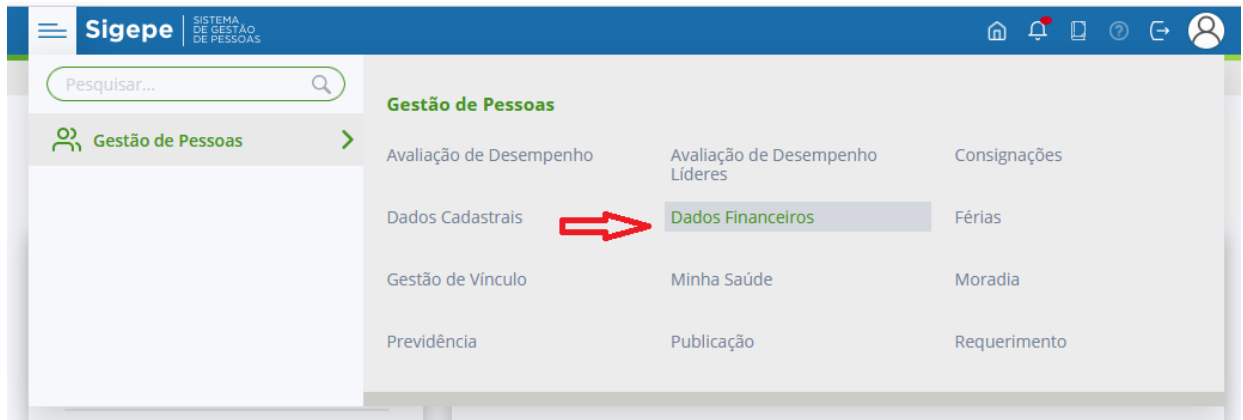 Sigepe
SISTEMA
DE GESTÃO
DE PESSOAS
Pesquisar...
Gestão de Pessoas
Gestão de Pessoas
Avaliação de Desempenho
Avaliação de Desempenho
Líderes
Consignações
Dados Cadastrais
Dados Financeiros
Férias
Gestão de Vínculo
Minha Saúde
Moradia
Previdência
Publicação
Requerimento